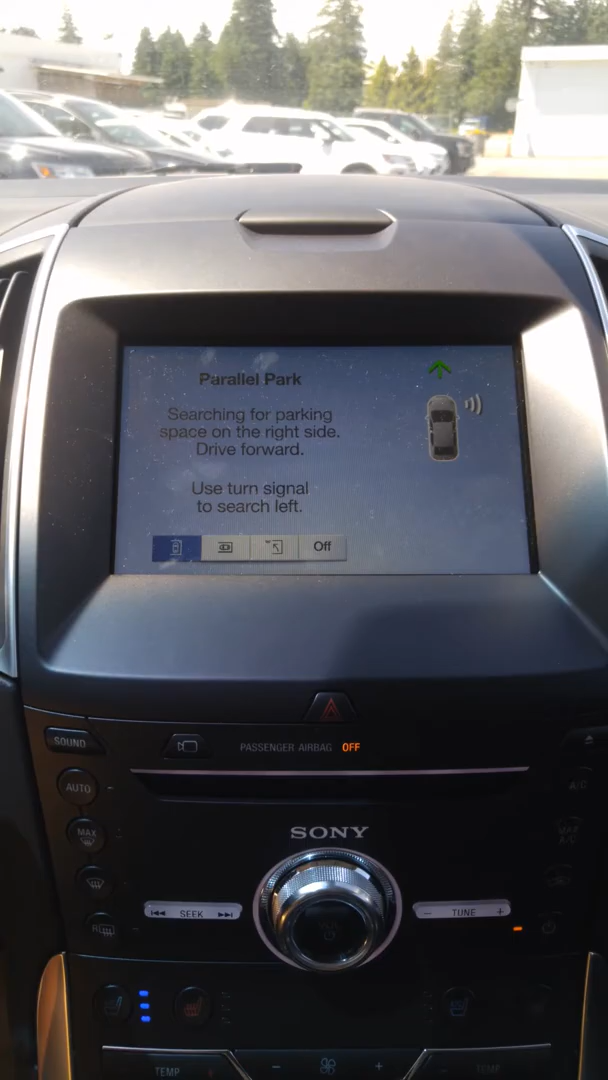 Parallel Park
Searching for parking
space on the right side.
Drive forward.
Use turn signal
to search left.
Off
SOUND
PASSENGER AIRBAG OFF
AUTO
A/C
MAX
MAX
A/C
SONY
SEEK
− TUNE +
R
TEMP
− +
TEMP